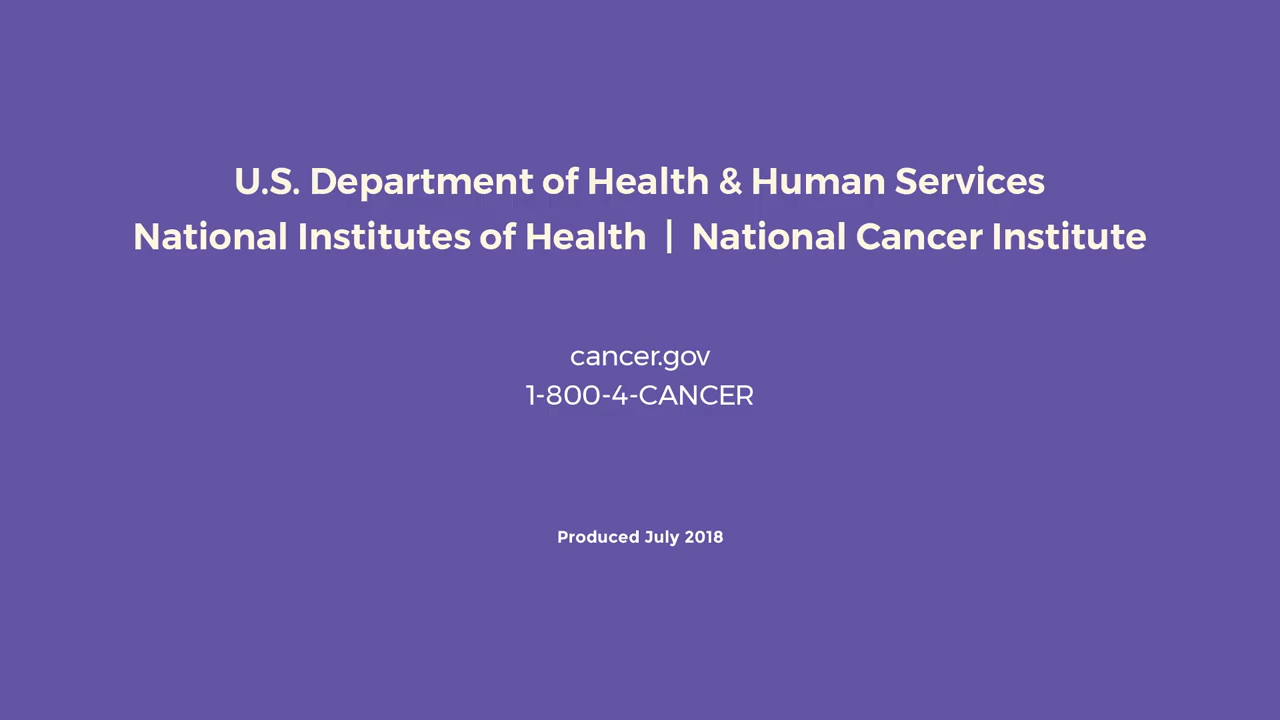 U.S. Department of Health & Human Services
National Institutes of Health | National Cancer Institute
cancer.gov
1-800-4-CANCER
Produced July 2018